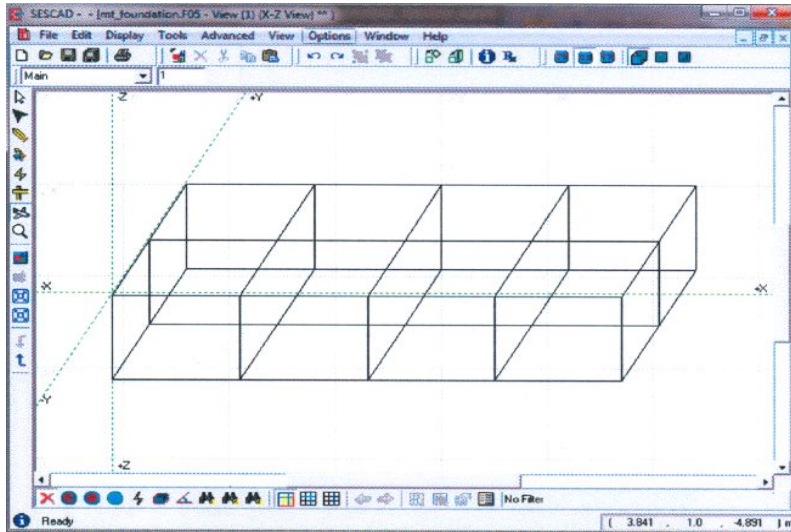 SESCAD - - [mt_foundation.F05 - View (1) (X-Z View) **]
File Edit Display Tools Advanced View Options Window Help
Main 1
-Z
+Y
-X
+X
-Y
+Z
No Filter
Ready ( 3.841 , 1.0 , -4.891 ) m